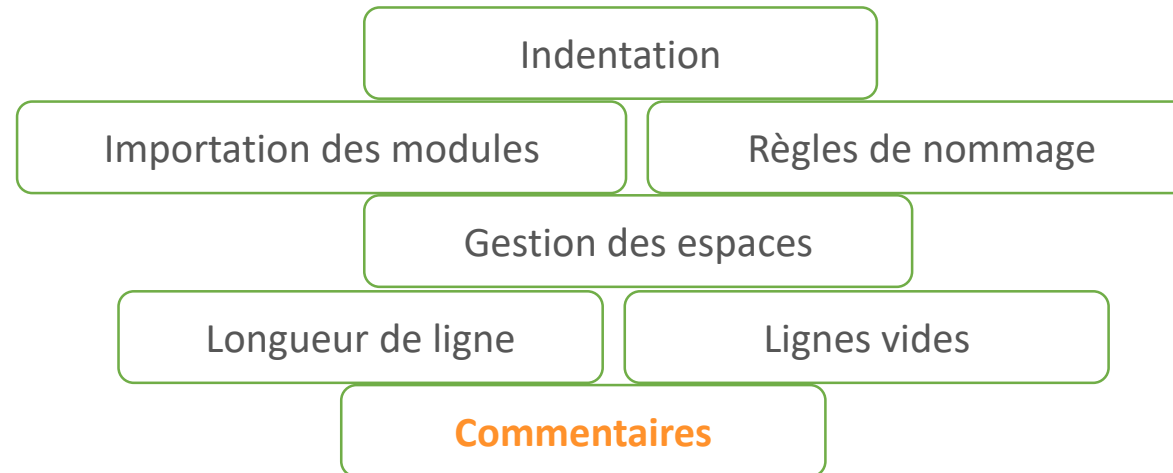 Indentation
Importation des modules
Règles de nommage
Gestion des espaces
Longueur de ligne
Lignes vides
Commentaires